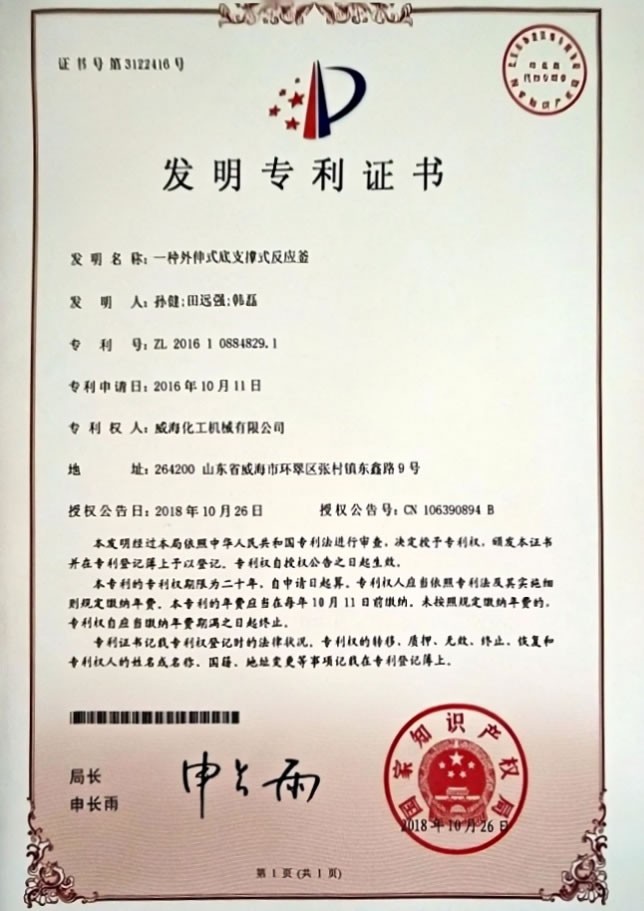 证书号第3122416号
发明专利证书
发明名称：一种外伸式底支撑式反应釜
发明人：孙健;田远强;韩磊
专利号：ZL 2016 1 0884829.1
专利申请日：2016年10月11日
专利权人：威海化工机械有限公司
地址：264200 山东省威海市环翠区张村镇东鑫路9号
授权公告日：2018年10月26日 授权公告号：CN 106390894 B
本发明经过本局依照中华人民共和国专利法进行审查，决定授予专利权，颁发本证书
并在专利登记簿上予以登记。专利权自授权公告之日起生效。
本专利的专利权期限为二十年，自申请日起算。专利权人应当依照专利法及其实施细
则规定缴纳年费。本专利的年费应当在每年10月11日前缴纳。未按照规定缴纳年费的，
专利权自应当缴纳年费期满之日起终止。
专利证书记载专利权登记时的法律状况。专利权的转移、质押、无效、终止、恢复和
专利权人的姓名或名称、国籍、地址变更等事项记载在专利登记簿上。
局长
申长雨
申长雨
国家知识产权局
2018年10月26日
第1页(共1页)